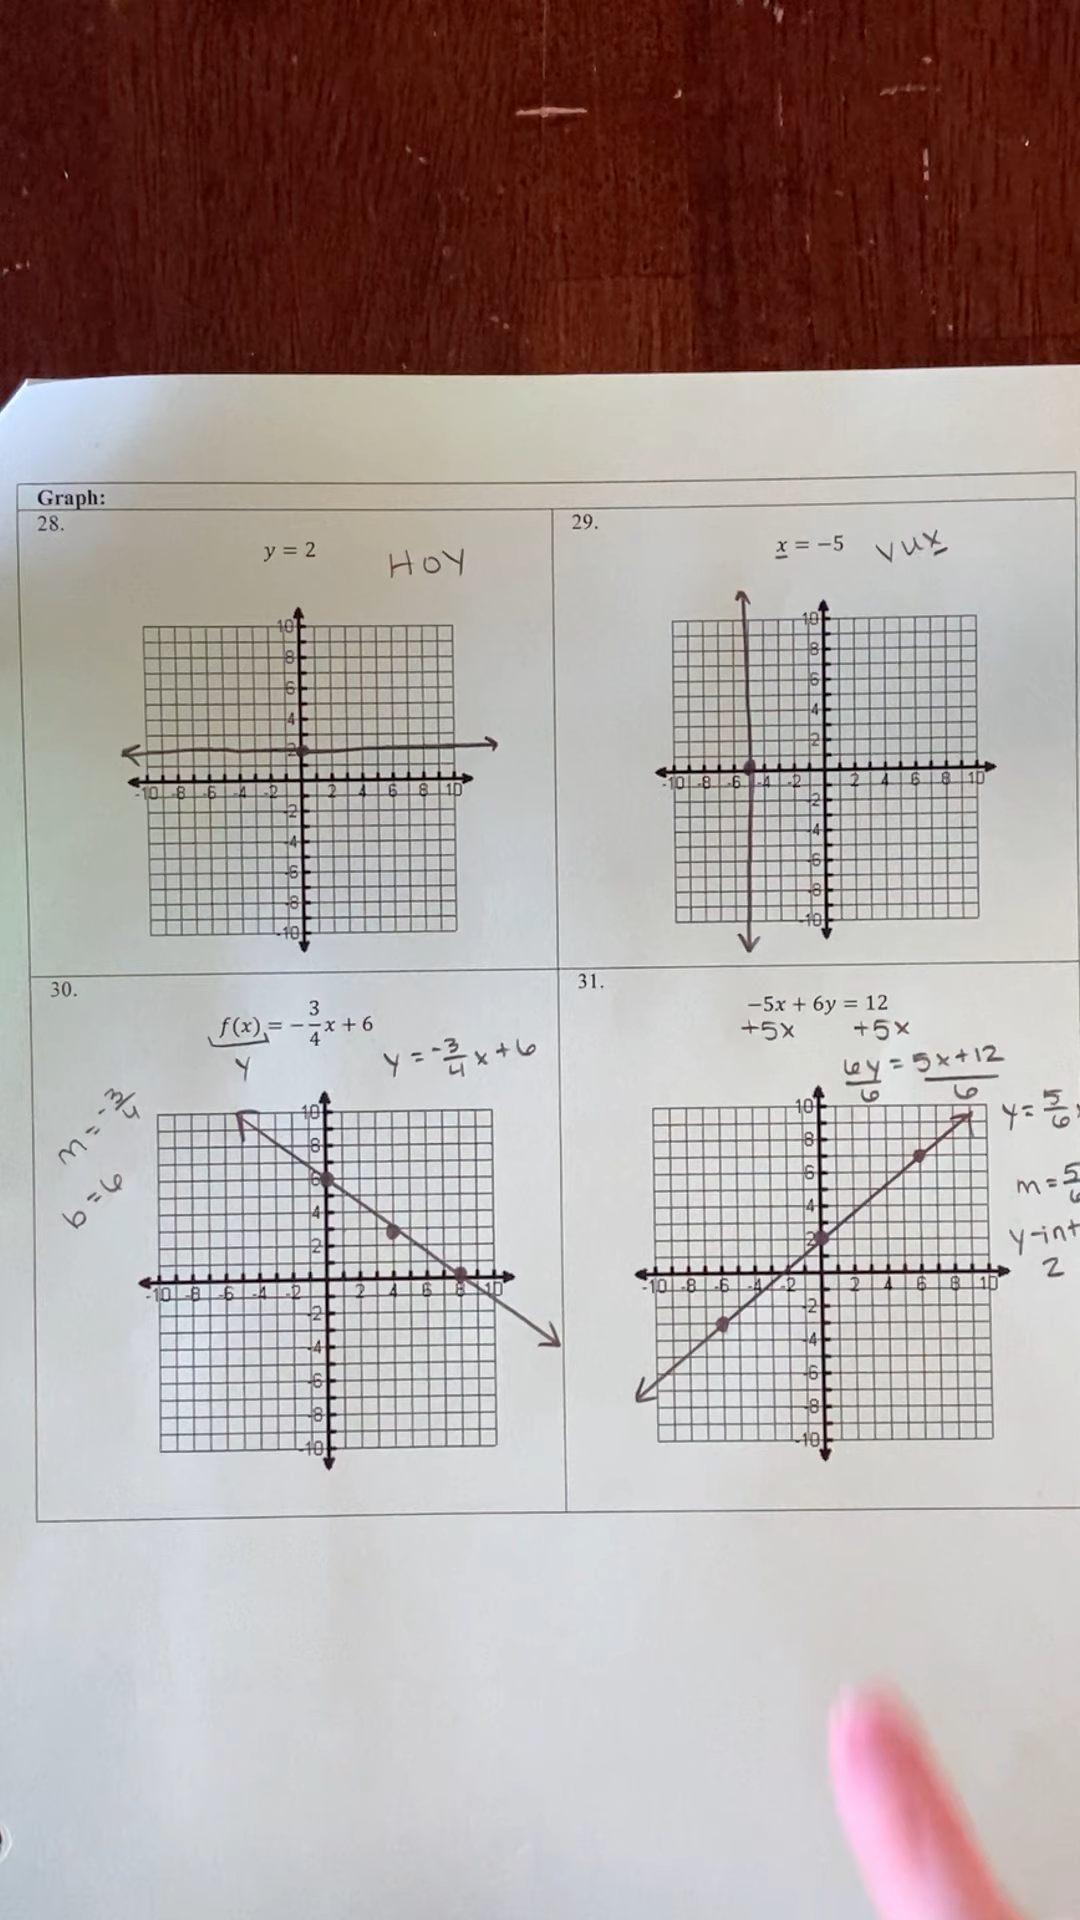 Graph:
28.
y = 2
HOY
10
8
6
4
2
-10 -8 -6 -4 -2 2 4 6 8 10
-2
-4
-6
-8
-10
29.
x = −5
VUX
10
8
6
4
2
-10 -8 -6 -4 -2 2 4 6 8 10
-2
-4
-6
-8
-10
30.
f(x) = −3/4x + 6
y
y = -3/4 x + 6
m = -3/4
b = 6
10
8
6
4
2
-10 -8 -6 -4 -2 2 4 6 8 10
-2
-4
-6
-8
-10
31.
−5x + 6y = 12
+5x +5x
6y = 5x+12
6 6
y = 5/6
m = 5/6
y-int
2
10
8
6
4
2
-10 -8 -6 -4 -2 2 4 6 8 10
-2
-4
-6
-8
-10